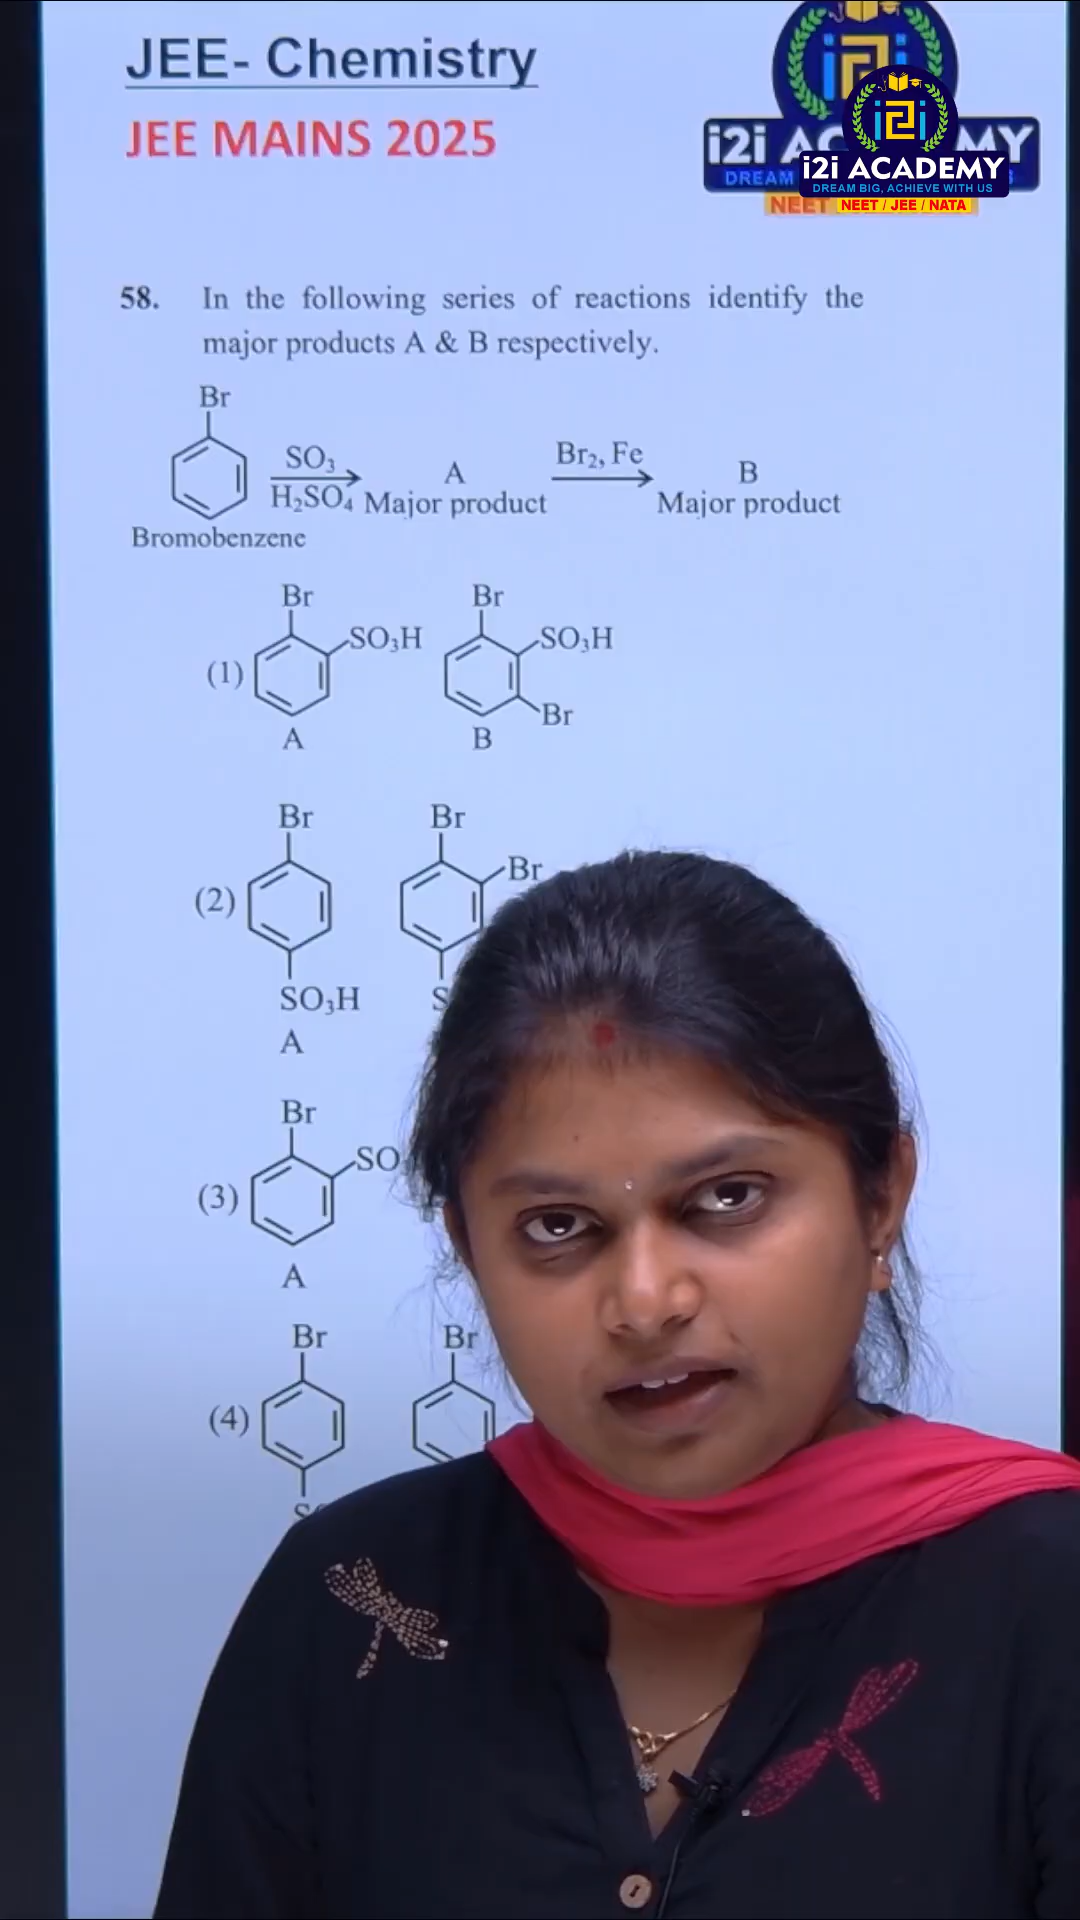 JEE- Chemistry
JEE MAINS 2025
i2i ACADEMY
DREAM BIG, ACHIEVE WITH US
NEET / JEE / NATA
58. In the following series of reactions identify the
major products A & B respectively.
Br
SO₃
H₂SO₄
A
Major product
Br₂, Fe
B
Major product
Bromobenzene
(1)
Br
SO₃H
A
Br
SO₃H
Br
B
(2)
Br
SO₃H
A
Br
Br
S
(3)
Br
SO
A
(4)
Br
Br